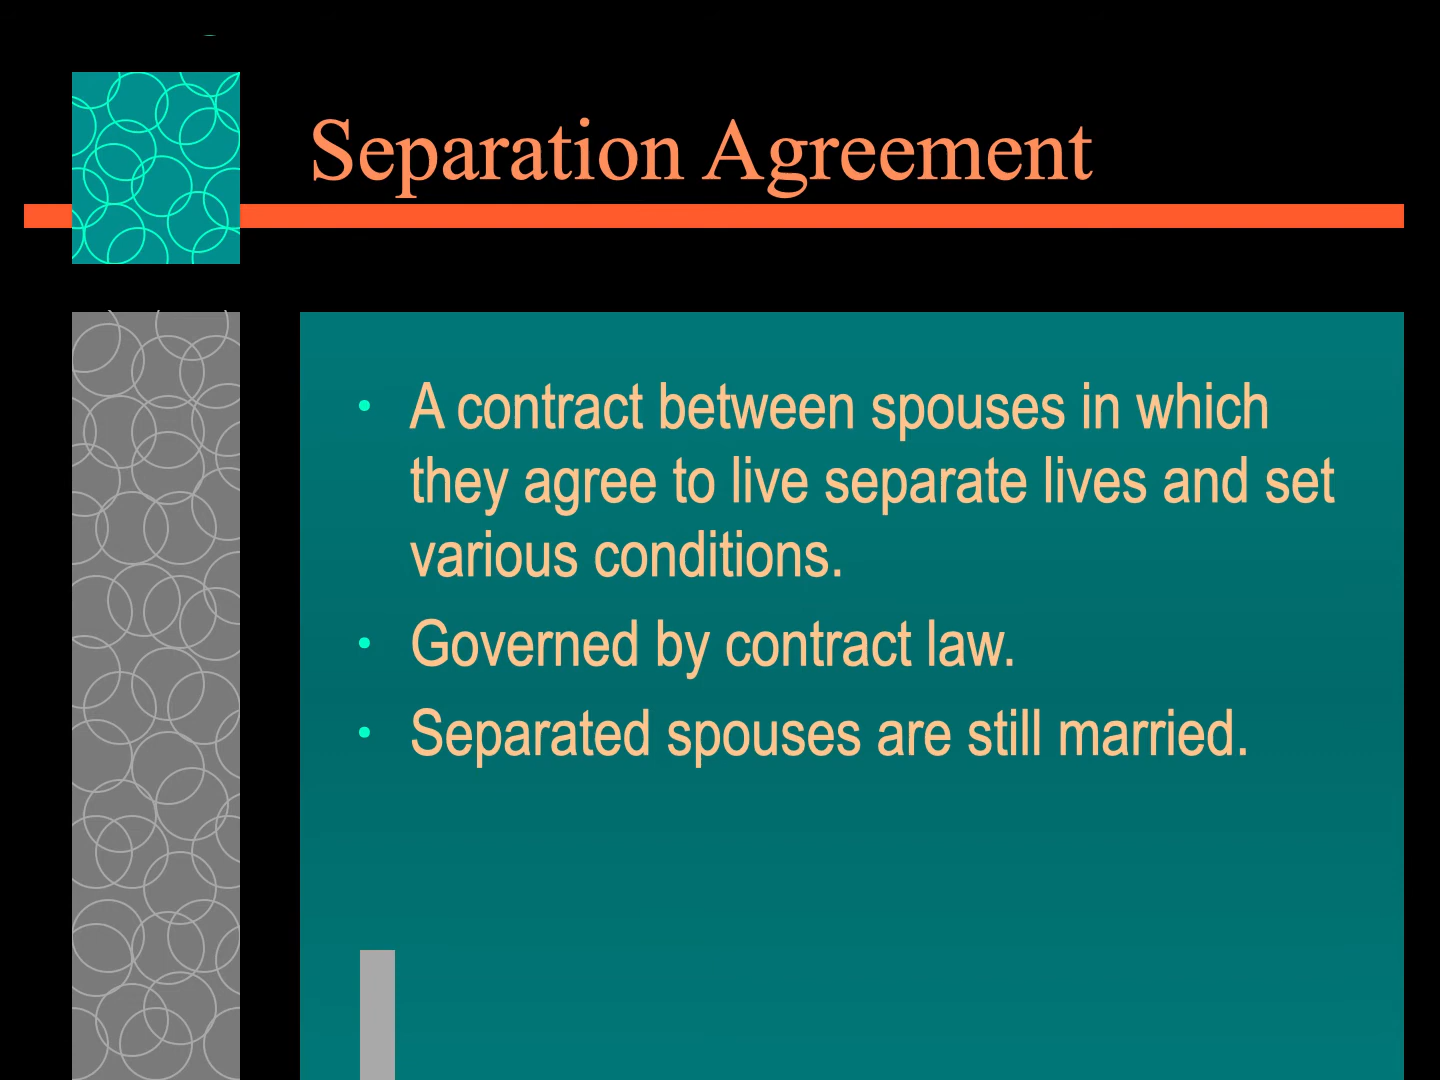 Separation Agreement
• A contract between spouses in which
they agree to live separate lives and set
various conditions.
• Governed by contract law.
• Separated spouses are still married.